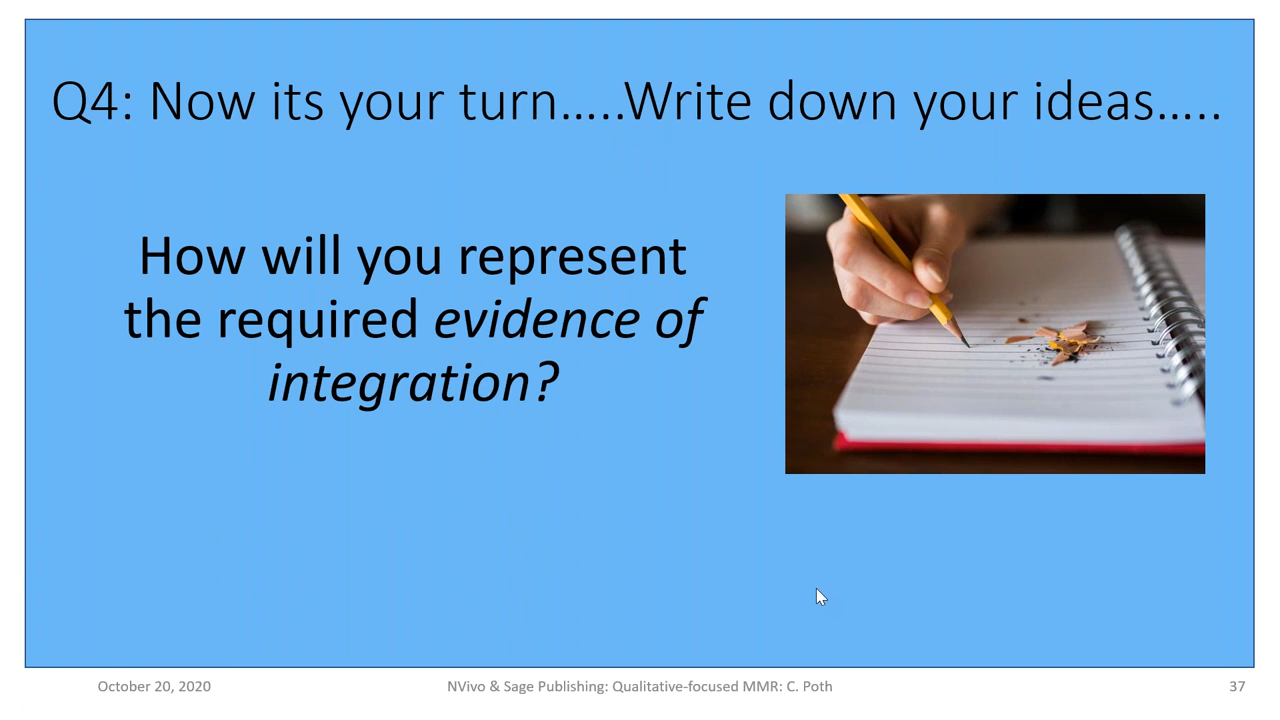 Q4: Now its your turn…..Write down your ideas…..
How will you represent
the required evidence of
integration?
October 20, 2020
NVivo & Sage Publishing: Qualitative-focused MMR: C. Poth
37